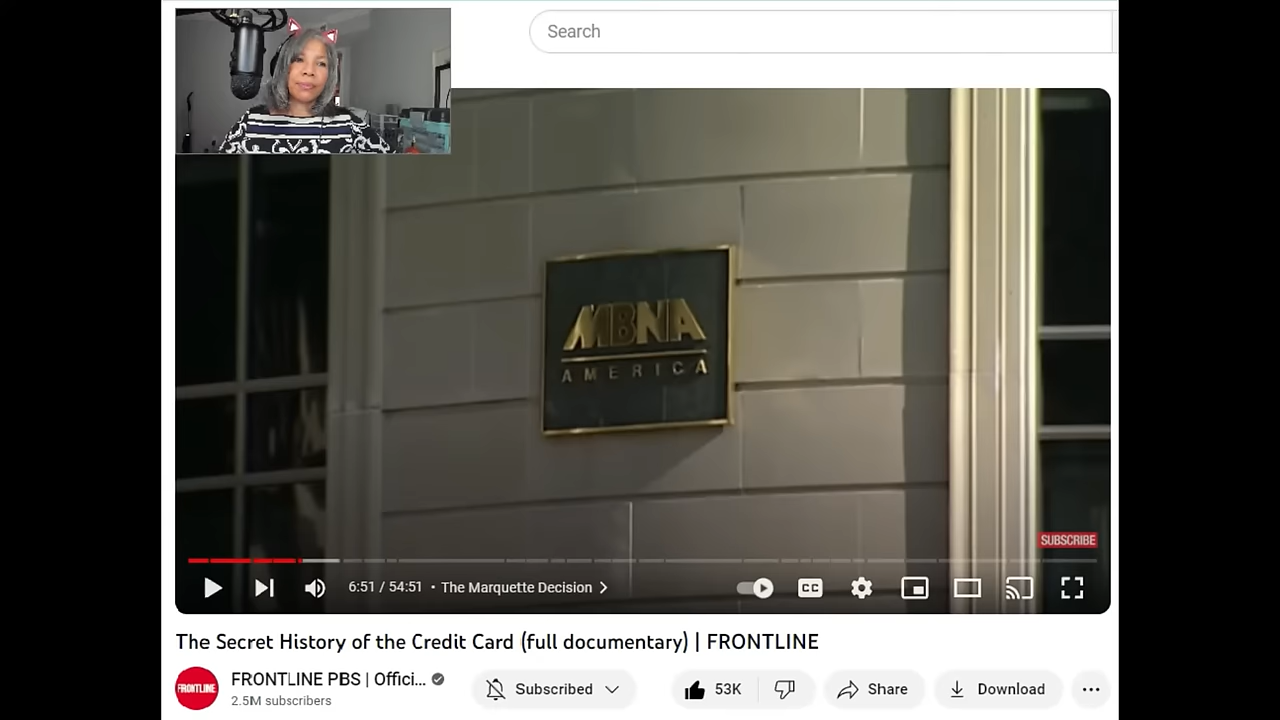 Search
MBNA
AMERICA
SUBSCRIBE
6:51 / 54:51 • The Marquette Decision
CC
The Secret History of the Credit Card (full documentary) | FRONTLINE
FRONTLINE
FRONTLINE PBS | Offici...
2.5M subscribers
Subscribed
53K
Share
Download